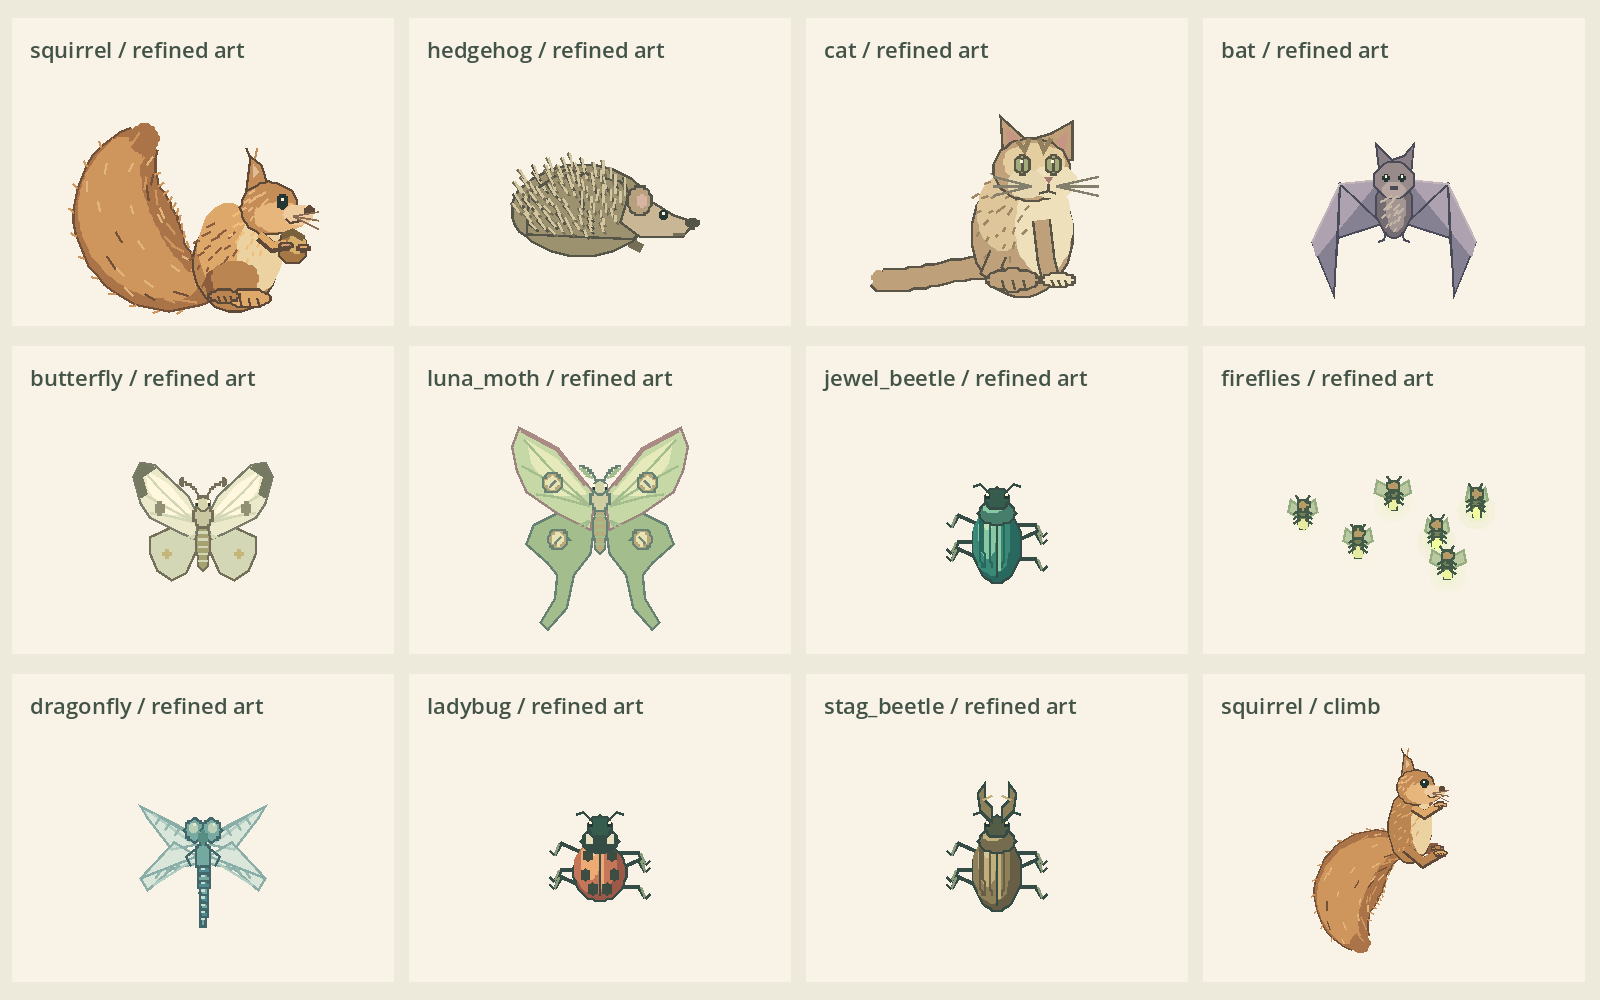 squirrel / refined art
hedgehog / refined art
cat / refined art
bat / refined art
butterfly / refined art
luna_moth / refined art
jewel_beetle / refined art
fireflies / refined art
dragonfly / refined art
ladybug / refined art
stag_beetle / refined art
squirrel / climb